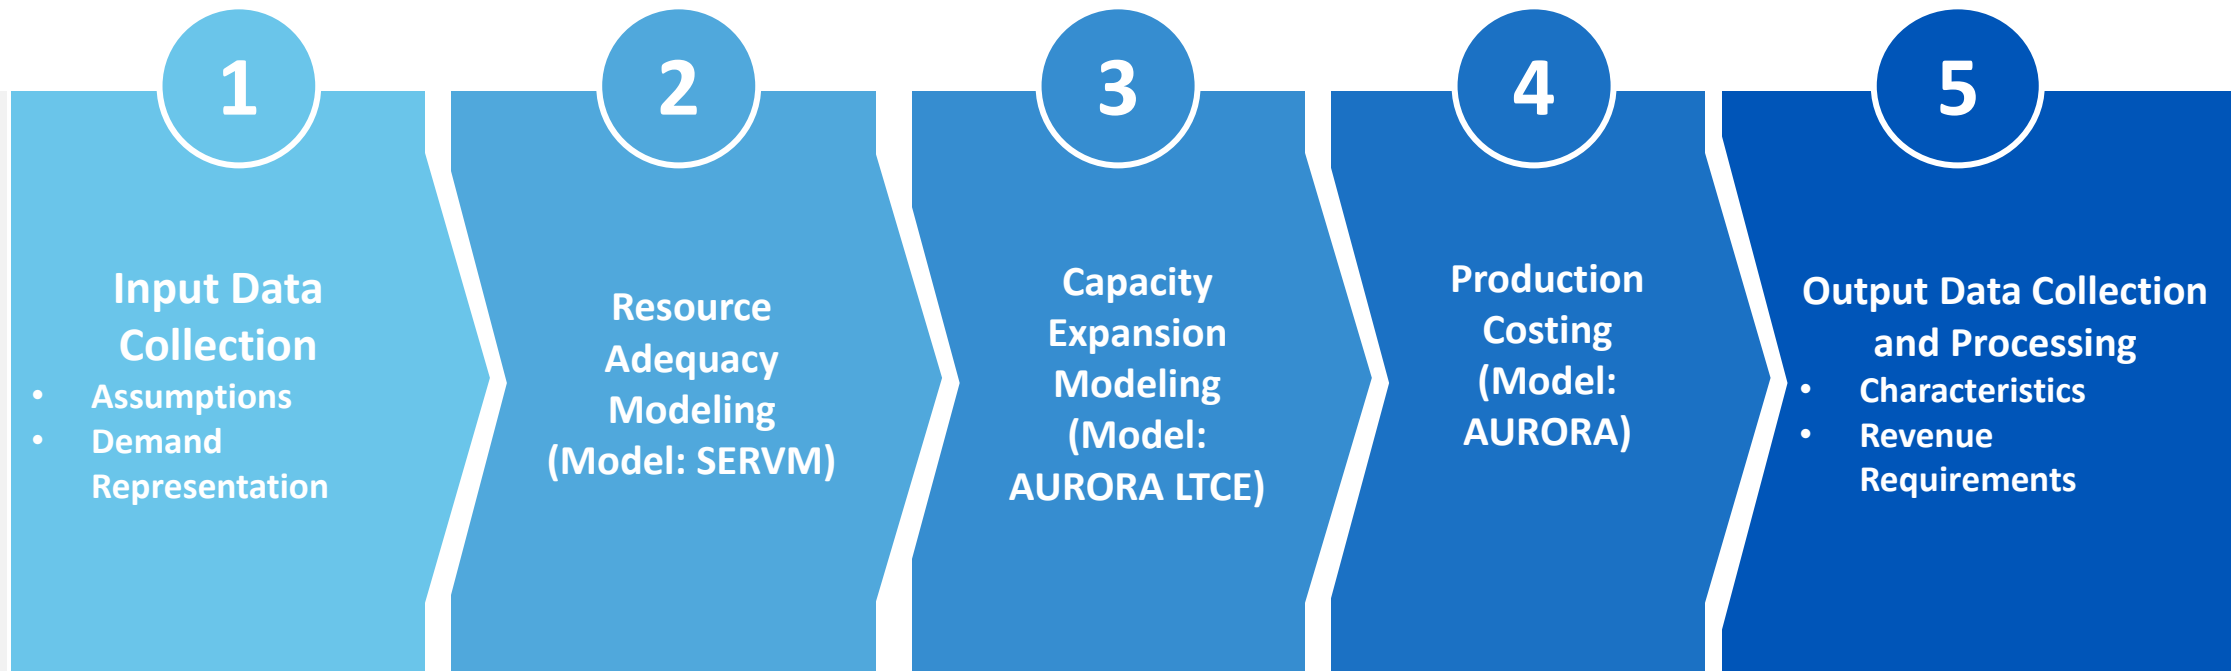 1
Input Data
Collection
• Assumptions
• Demand
Representation
2
Resource
Adequacy
Modeling
(Model: SERVM)
3
Capacity
Expansion
Modeling
(Model:
AURORA LTCE)
4
Production
Costing
(Model:
AURORA)
5
Output Data Collection
and Processing
• Characteristics
• Revenue
Requirements